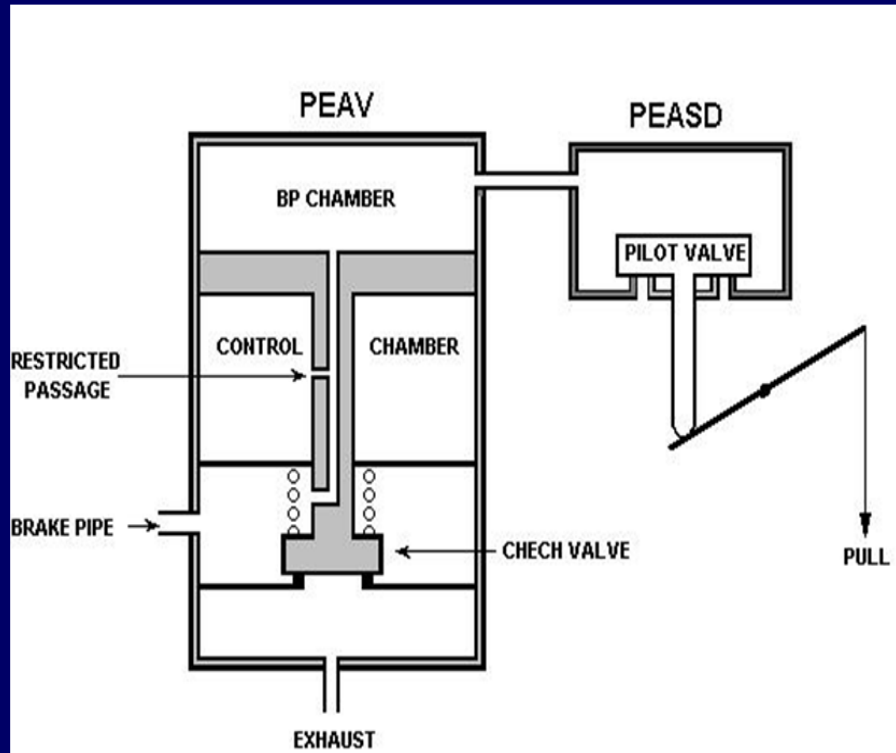 PEAV
PEASD
BP CHAMBER
PILOT VALVE
CONTROL CHAMBER
RESTRICTED
PASSAGE
BRAKE PIPE
CHECH VALVE
PULL
EXHAUST